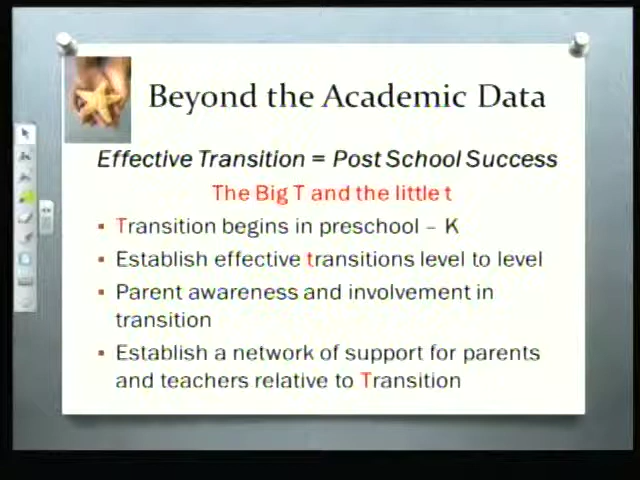 Beyond the Academic Data
Effective Transition = Post School Success
The Big T and the little t
▪ Transition begins in preschool – K
▪ Establish effective transitions level to level
▪ Parent awareness and involvement in
transition
▪ Establish a network of support for parents
and teachers relative to Transition